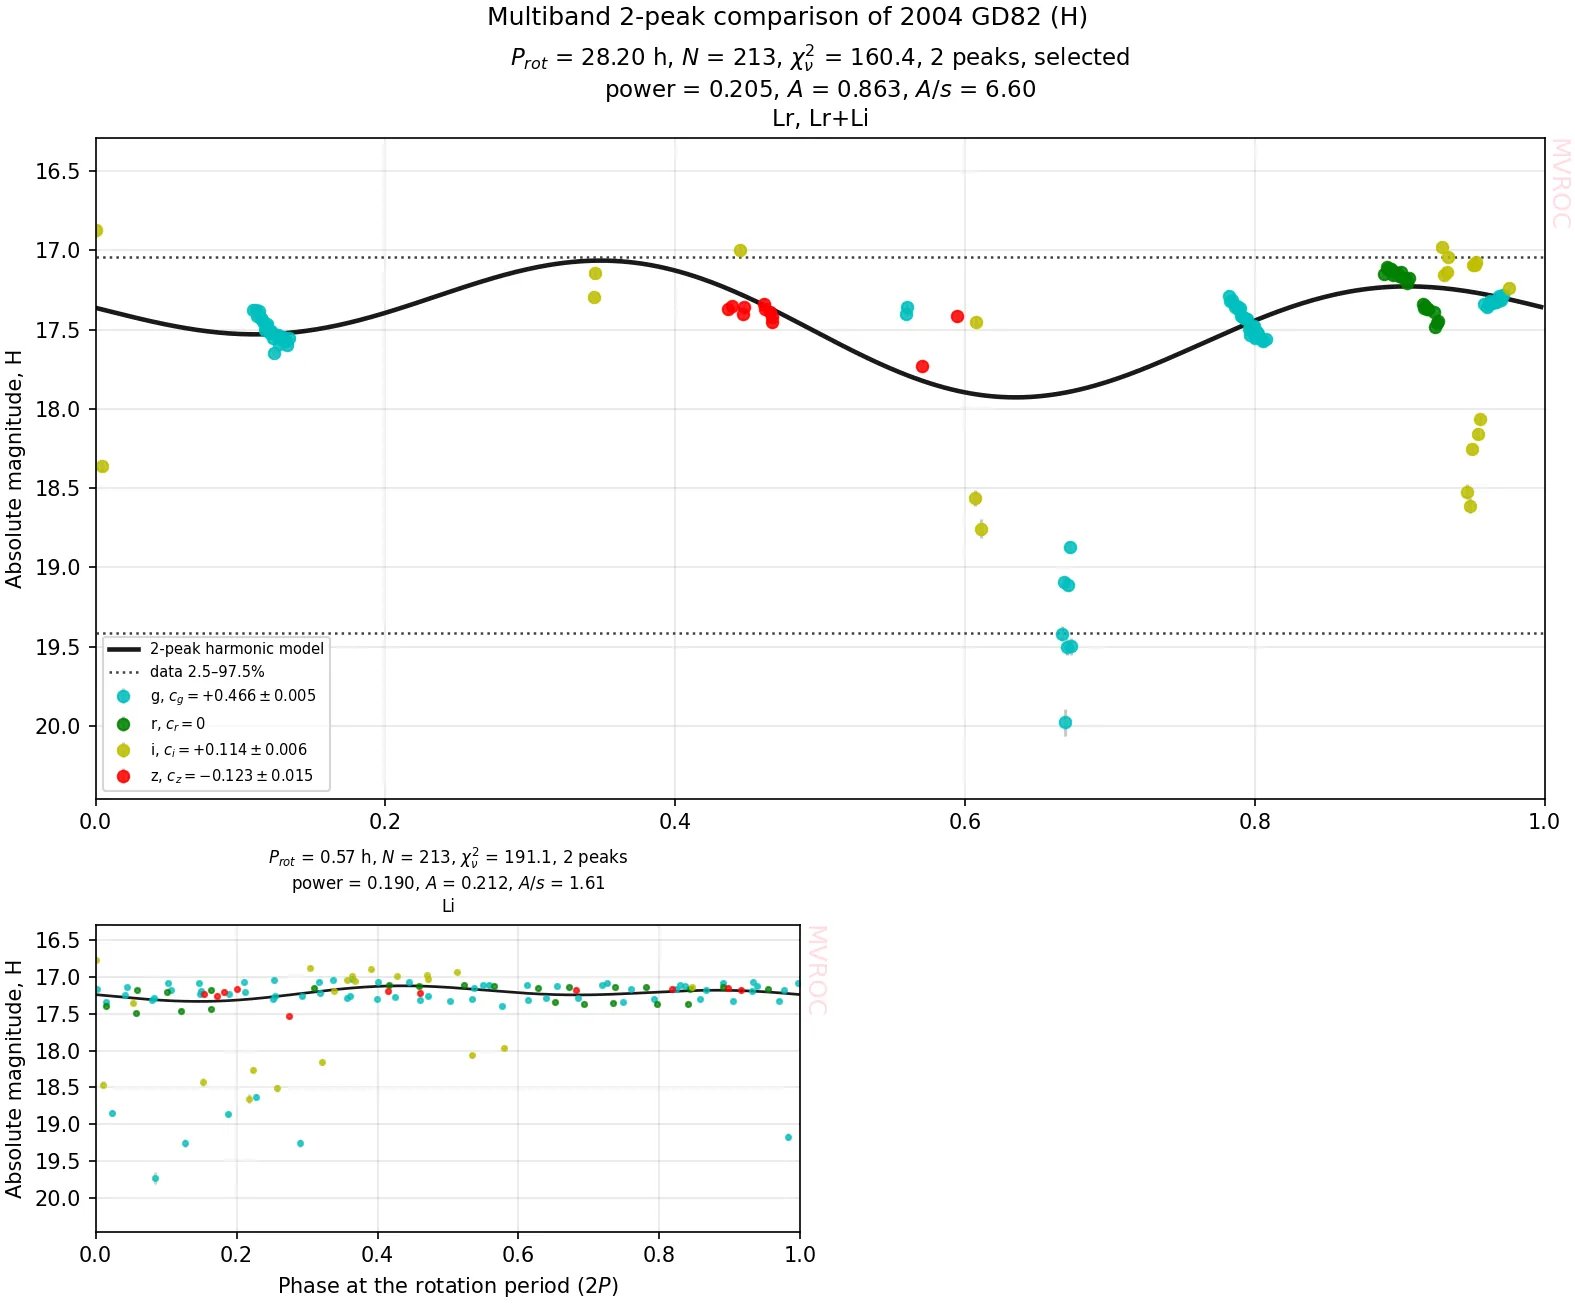 Multiband 2-peak comparison of 2004 GD82 (H)
P_rot = 28.20 h, N = 213, χ²_ν = 160.4, 2 peaks, selected
power = 0.205, A = 0.863, A/s = 6.60
Lr, Lr+Li
MVROC
Absolute magnitude, H
16.5
17.0
17.5
18.0
18.5
19.0
19.5
20.0
2-peak harmonic model
data 2.5–97.5%
g, c_g = +0.466 ± 0.005
r, c_r = 0
i, c_i = +0.114 ± 0.006
z, c_z = −0.123 ± 0.015
0.0 0.2 0.4 0.6 0.8 1.0
P_rot = 0.57 h, N = 213, χ²_ν = 191.1, 2 peaks
power = 0.190, A = 0.212, A/s = 1.61
Li
MVROC
Absolute magnitude, H
16.5
17.0
17.5
18.0
18.5
19.0
19.5
20.0
0.0 0.2 0.4 0.6 0.8 1.0
Phase at the rotation period (2P)